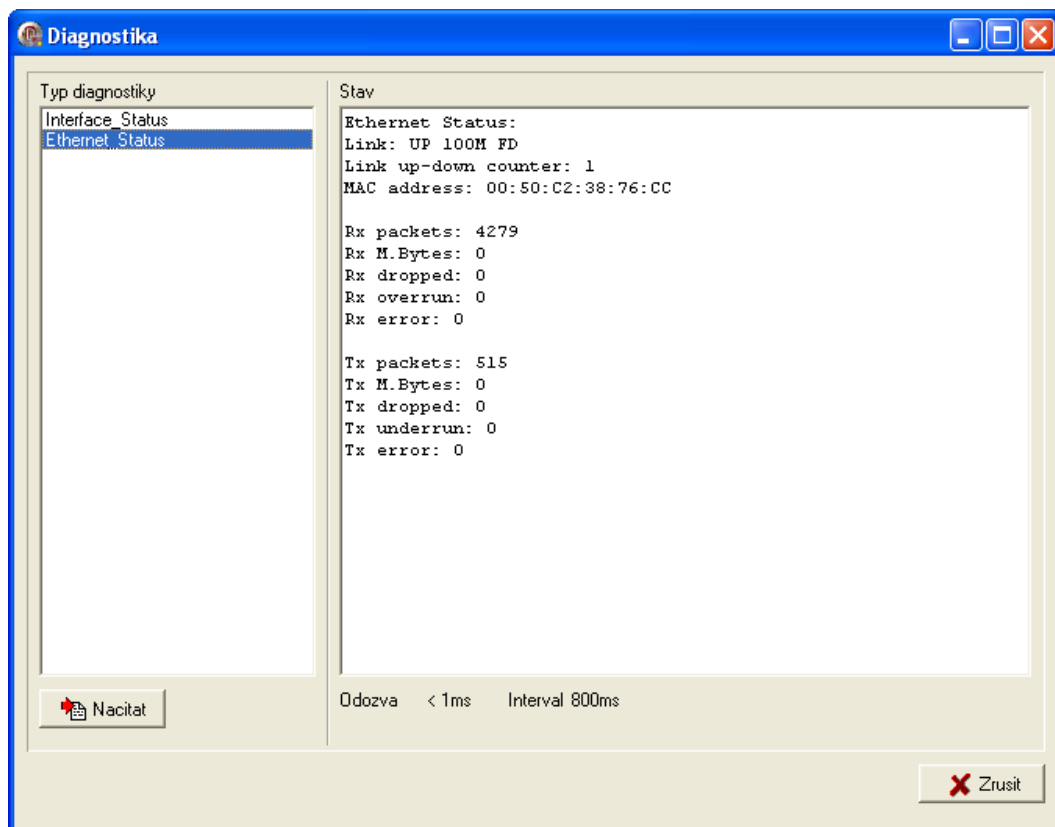 Diagnostika
Typ diagnostiky
Interface_Status
Ethernet_Status
Nacitat
Stav
Ethernet Status:
Link: UP 100M FD
Link up-down counter: 1
MAC address: 00:50:C2:38:76:CC
Rx packets: 4279
Rx M.Bytes: 0
Rx dropped: 0
Rx overrun: 0
Rx error: 0
Tx packets: 515
Tx M.Bytes: 0
Tx dropped: 0
Tx underrun: 0
Tx error: 0
Odozva < 1ms Interval 800ms
Zrusit